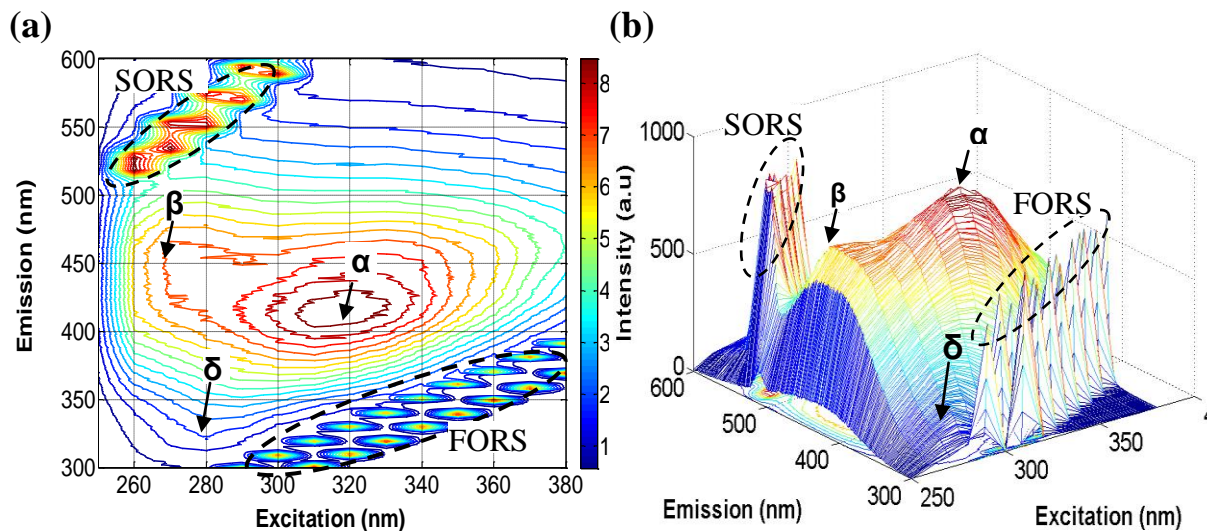 (a)
600
550
500
450
400
350
300
260 280 300 320 340 360 380
Emission (nm)
Excitation (nm)
SORS
β
α
δ
FORS
8
7
6
5
4
3
2
1
Intensity (a.u)
(b)
1000
500
0
600
500
400
300
250
300
350
4
SORS
α
β
FORS
δ
Emission (nm)
Excitation (nm)